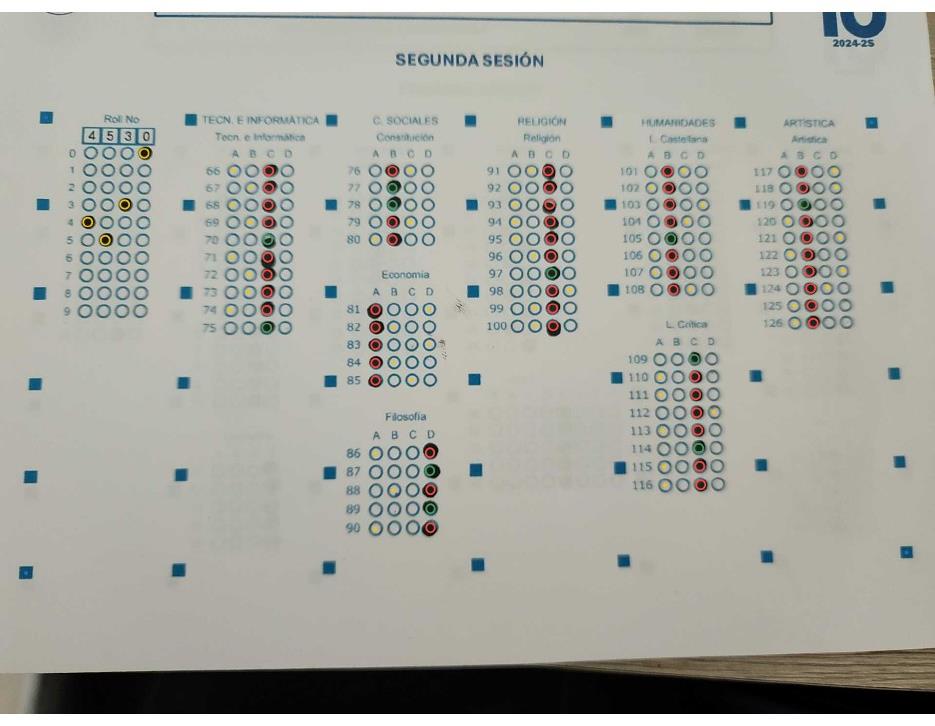 10
2024-2S
SEGUNDA SESIÓN
Roll No
4 5 3 0
0
1
2
3
4
5
6
7
8
9
TECN. E INFORMÁTICA
Tecn. e Informática
A B C D
66
67
68
69
70
71
72
73
74
75
C. SOCIALES
Constitución
A B C D
76
77
78
79
80
Economia
A B C D
81
82
83
84
85
Filosofía
A B C D
86
87
88
89
90
RELIGIÓN
Religión
A B C D
91
92
93
94
95
96
97
98
99
100
HUMANIDADES
L. Castellana
A B C D
101
102
103
104
105
106
107
108
L. Crítica
A B C D
109
110
111
112
113
114
115
116
ARTÍSTICA
Artistica
A B C D
117
118
119
120
121
122
123
124
125
126